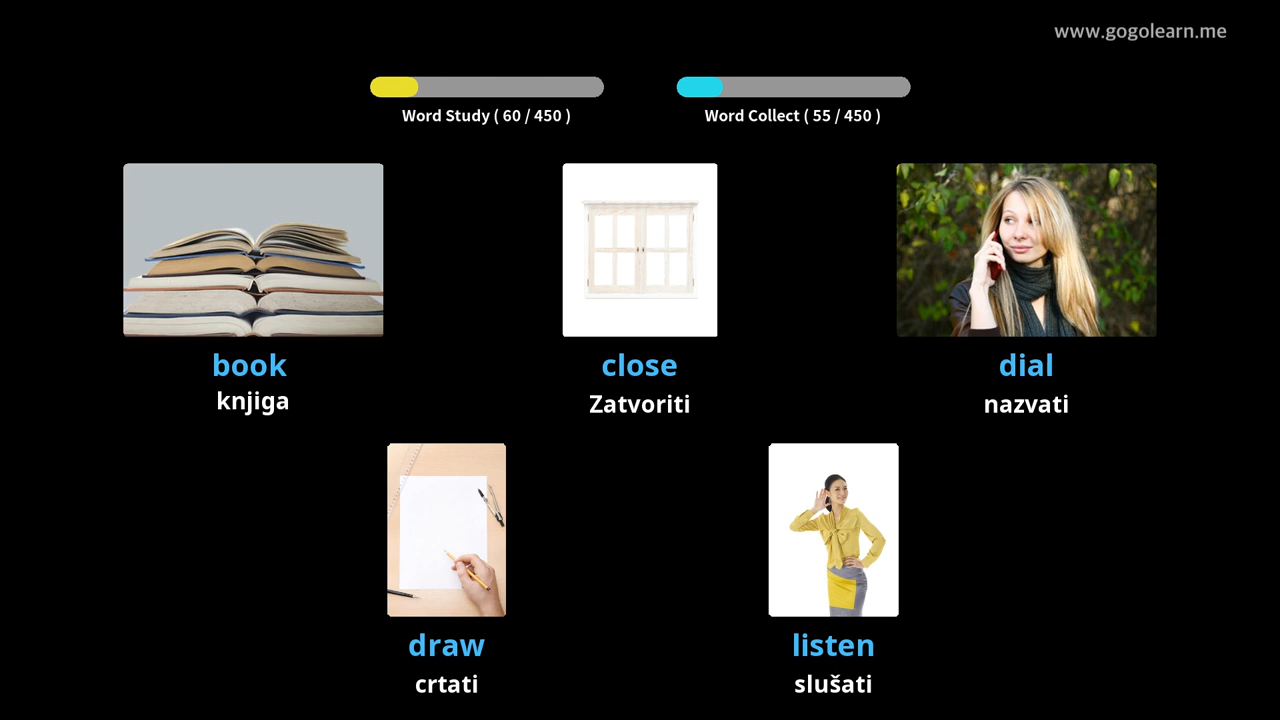 www.gogolearn.me
Word Study ( 60 / 450 )
Word Collect ( 55 / 450 )
book
knjiga
close
Zatvoriti
dial
nazvati
draw
crtati
listen
slušati